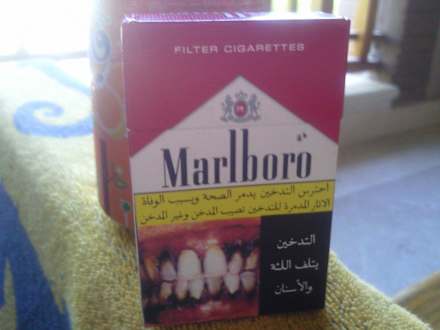 FILTER CIGARETTES
Marlboro
احترس التدخين يدمر الصحة ويسبب الوفاة
الآثار المدمرة للتدخين تصيب المدخن وغير المدخن
التدخين
يتلف اللثة
والأسنان